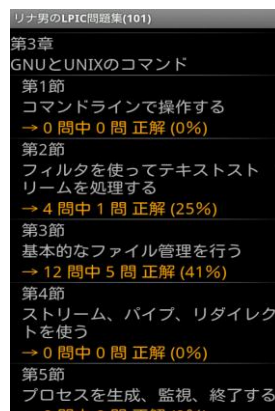 リナ男のLPIC問題集(101)
第3章
GNUとUNIXのコマンド
第1節
コマンドラインで操作する
→ 0 問中 0 問 正解 (0%)
第2節
フィルタを使ってテキストスト
リームを処理する
→ 4 問中 1 問 正解 (25%)
第3節
基本的なファイル管理を行う
→ 12 問中 5 問 正解 (41%)
第4節
ストリーム、パイプ、リダイレク
トを使う
→ 0 問中 0 問 正解 (0%)
第5節
プロセスを生成、監視、終了する